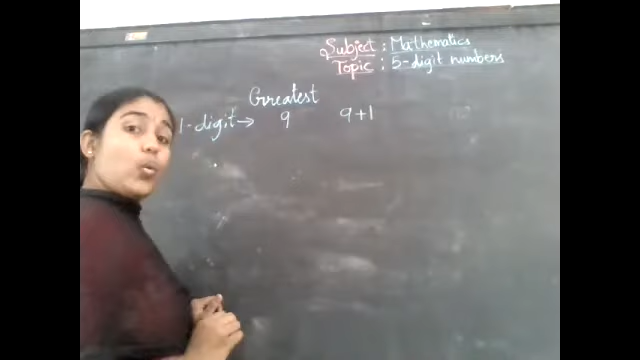 Subject : Mathematics
Topic : 5-digit numbers
Greatest
1-digit → 9 9+1